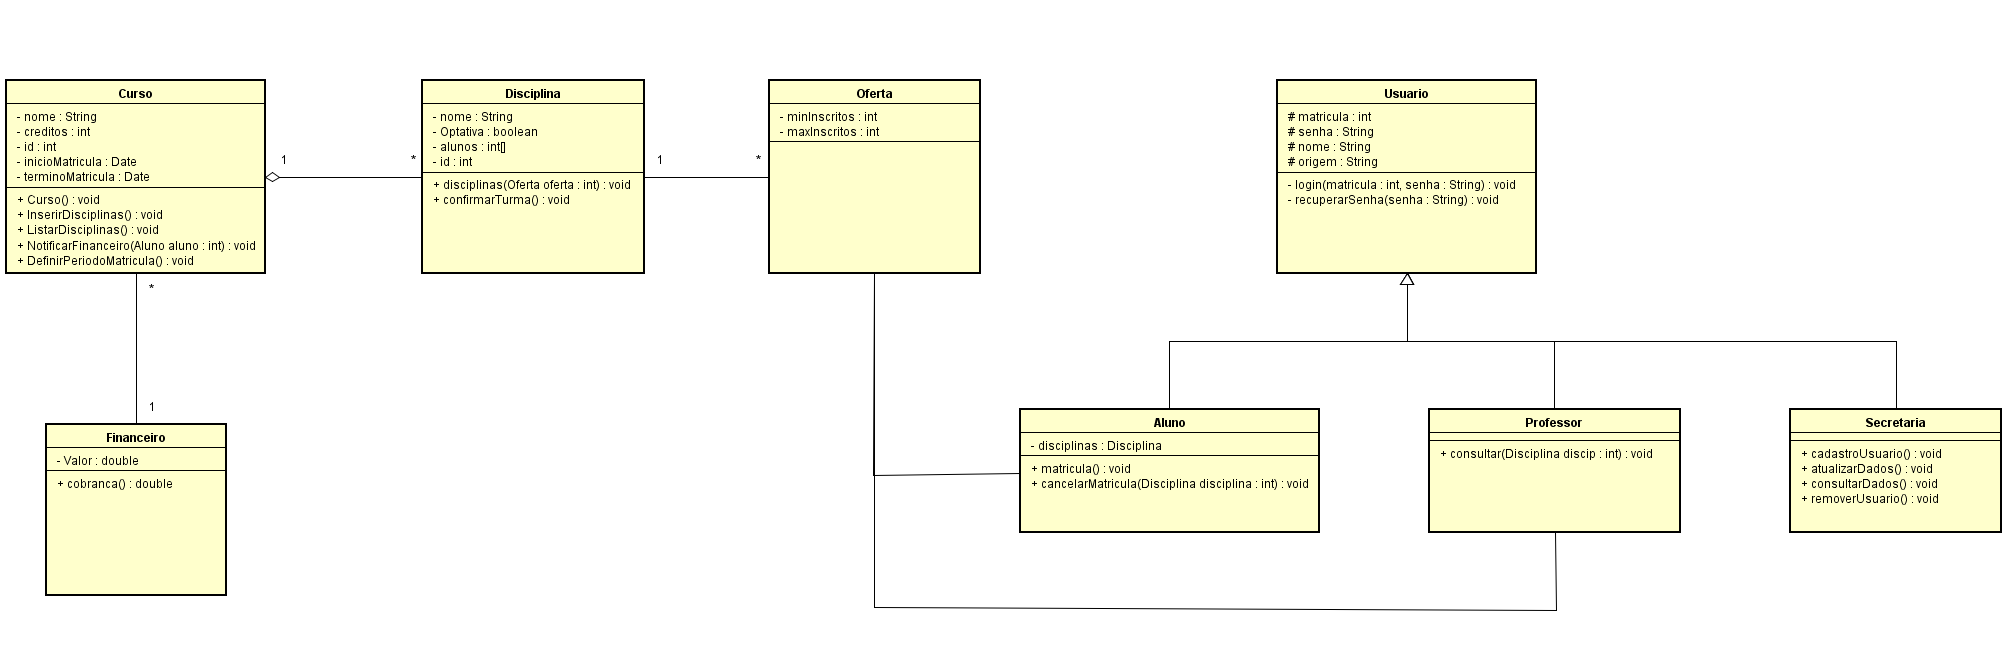 Curso
- nome : String
- creditos : int
- id : int
- inicioMatricula : Date
- terminoMatricula : Date
+ Curso() : void
+ InserirDisciplinas() : void
+ ListarDisciplinas() : void
+ NotificarFinanceiro(Aluno aluno : int) : void
+ DefinirPeriodoMatricula() : void
1
*
Disciplina
- nome : String
- Optativa : boolean
- alunos : int[]
- id : int
+ disciplinas(Oferta oferta : int) : void
+ confirmarTurma() : void
1
*
Oferta
- minInscritos : int
- maxInscritos : int
Usuario
# matricula : int
# senha : String
# nome : String
# origem : String
- login(matricula : int, senha : String) : void
- recuperarSenha(senha : String) : void
*
1
Financeiro
- Valor : double
+ cobranca() : double
Aluno
- disciplinas : Disciplina
+ matricula() : void
+ cancelarMatricula(Disciplina disciplina : int) : void
Professor
+ consultar(Disciplina discip : int) : void
Secretaria
+ cadastroUsuario() : void
+ atualizarDados() : void
+ consultarDados() : void
+ removerUsuario() : void